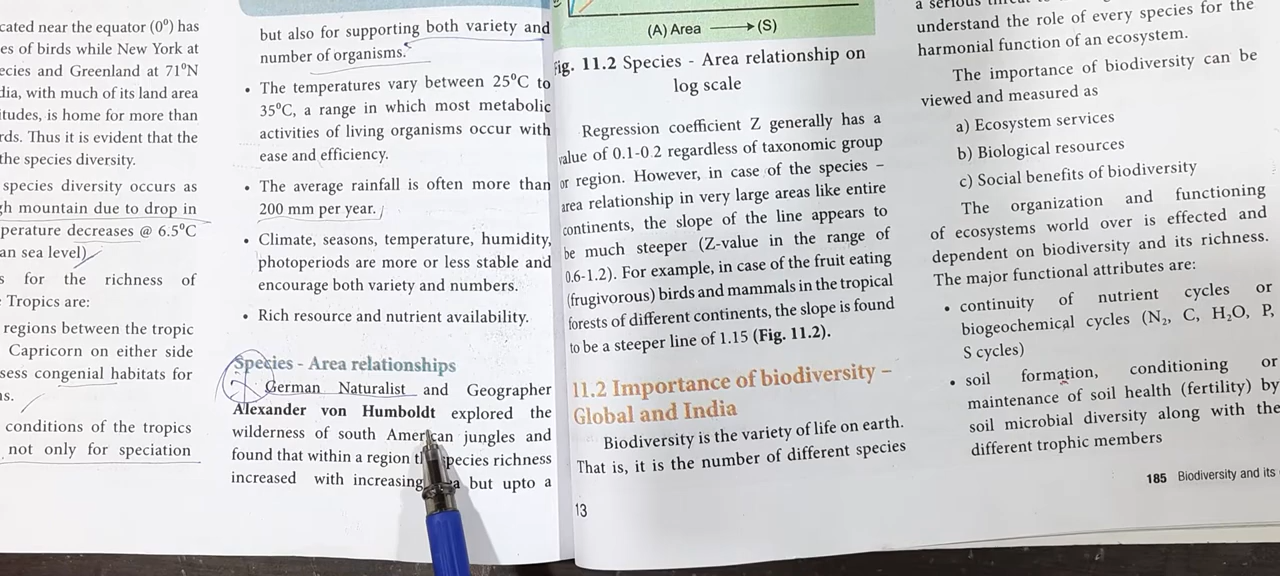 cated near the equator (0⁰) has
es of birds while New York at
ecies and Greenland at 71⁰N
dia, with much of its land area
itudes, is home for more than
rds. Thus it is evident that the
the species diversity.
species diversity occurs as
gh mountain due to drop in
perature decreases @ 6.5⁰C
an sea level)
s for the richness of
Tropics are:
regions between the tropic
Capricorn on either side
sess congenial habitats for
ns.
conditions of the tropics
not only for speciation
but also for supporting both variety and
number of organisms.
• The temperatures vary between 25⁰C to
35⁰C, a range in which most metabolic
activities of living organisms occur with
ease and efficiency.
• The average rainfall is often more than
200 mm per year.
• Climate, seasons, temperature, humidity,
photoperiods are more or less stable and
encourage both variety and numbers.
• Rich resource and nutrient availability.
Species - Area relationships
German Naturalist and Geographer
Alexander von Humboldt explored the
wilderness of south American jungles and
found that within a region species richness
increased with increasing but upto a
(A) Area ⟶ (S)
Fig. 11.2 Species - Area relationship on
log scale
Regression coefficient Z generally has a
value of 0.1-0.2 regardless of taxonomic group
or region. However, in case of the species –
area relationship in very large areas like entire
continents, the slope of the line appears to
be much steeper (Z-value in the range of
0.6-1.2). For example, in case of the fruit eating
(frugivorous) birds and mammals in the tropical
forests of different continents, the slope is found
to be a steeper line of 1.15 (Fig. 11.2).
11.2 Importance of biodiversity –
Global and India
Biodiversity is the variety of life on earth.
That is, it is the number of different species
13
a serious
understand the role of every species for the
harmonial function of an ecosystem.
The importance of biodiversity can be
viewed and measured as
a) Ecosystem services
b) Biological resources
c) Social benefits of biodiversity
The organization and functioning
of ecosystems world over is effected and
dependent on biodiversity and its richness.
The major functional attributes are:
• continuity of nutrient cycles or
biogeochemical cycles (N₂, C, H₂O, P,
S cycles)
• soil formation, conditioning or
maintenance of soil health (fertility) by
soil microbial diversity along with the
different trophic members
185 Biodiversity and its